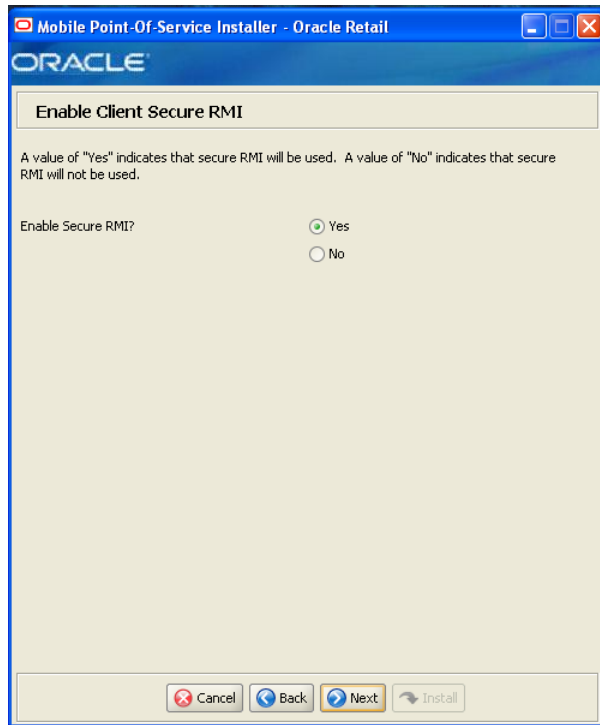 Mobile Point-Of-Service Installer - Oracle Retail
ORACLE
Enable Client Secure RMI
A value of "Yes" indicates that secure RMI will be used. A value of "No" indicates that secure
RMI will not be used.
Enable Secure RMI?
Yes
No
Cancel
Back
Next
Install